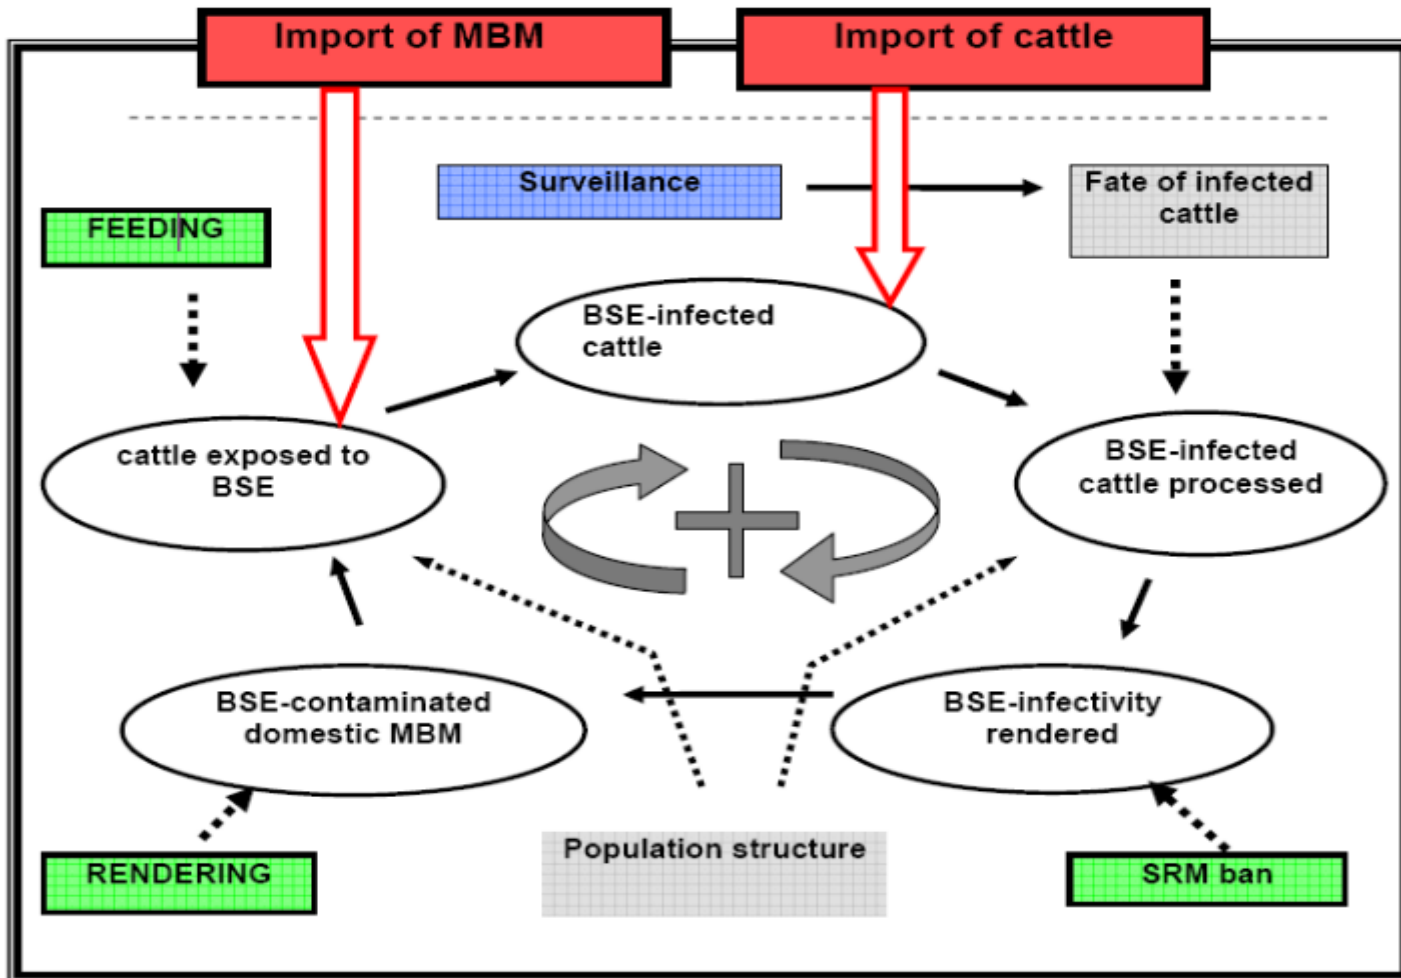 Import of MBM
Import of cattle
Surveillance
Fate of infected
cattle
FEEDING
BSE-infected
cattle
cattle exposed to
BSE
BSE-infected
cattle processed
BSE-contaminated
domestic MBM
BSE-infectivity
rendered
RENDERING
Population structure
SRM ban